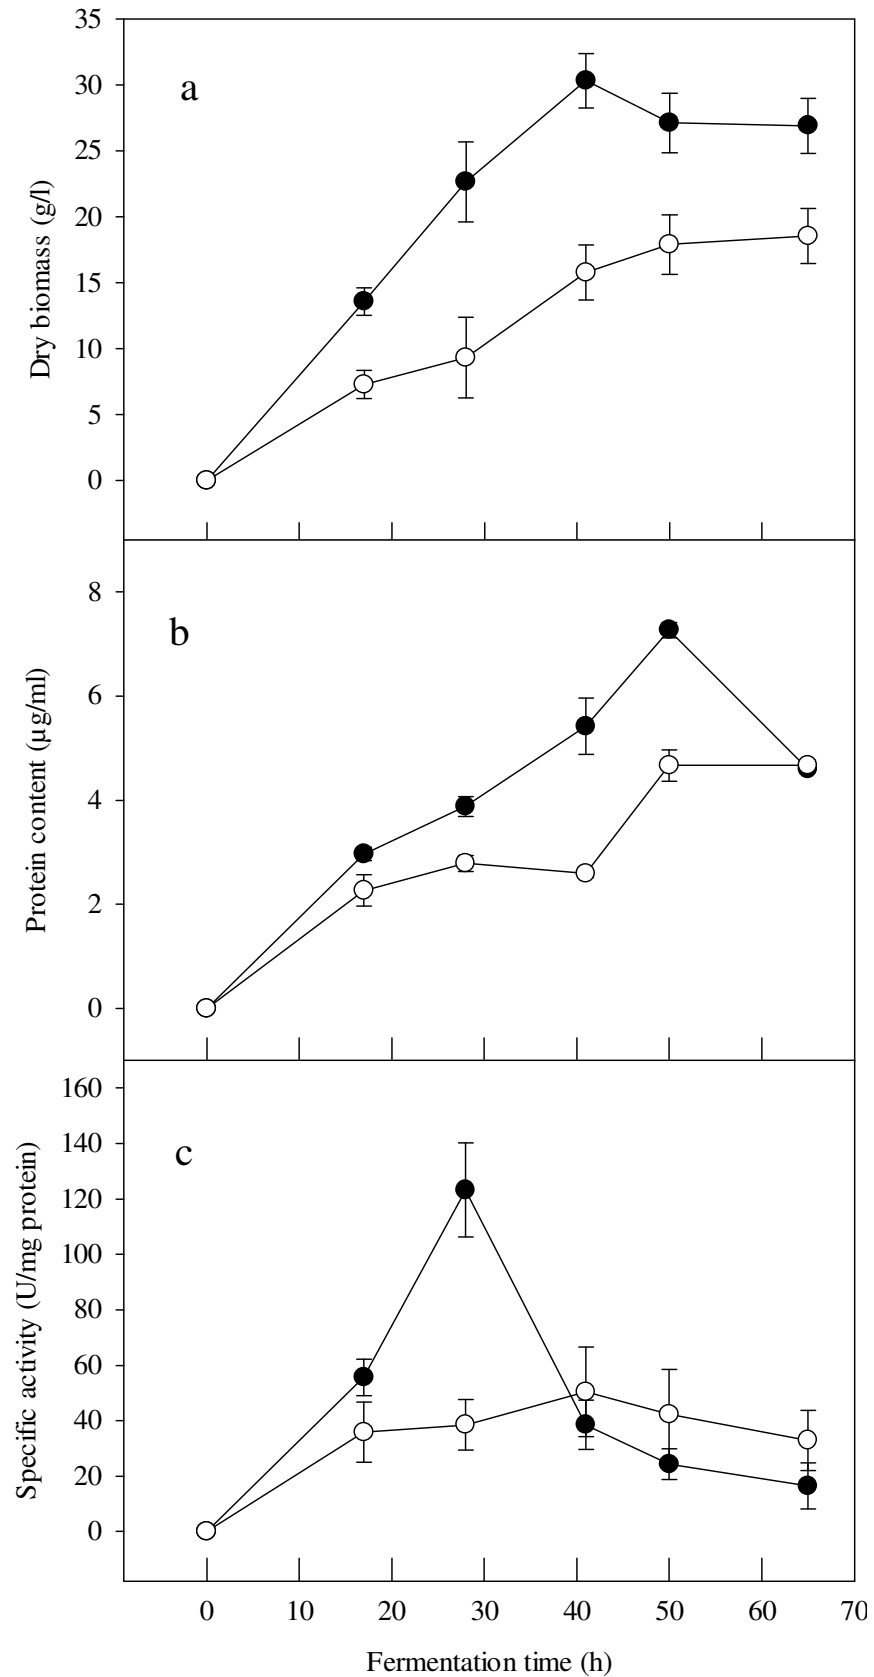 35
30
25
20
15
10
5
0
Dry biomass (g/l)
a
8
6
4
2
0
Protein content (µg/ml)
b
160
140
120
100
80
60
40
20
0
Specific activity (U/mg protein)
c
0 10 20 30 40 50 60 70
Fermentation time (h)